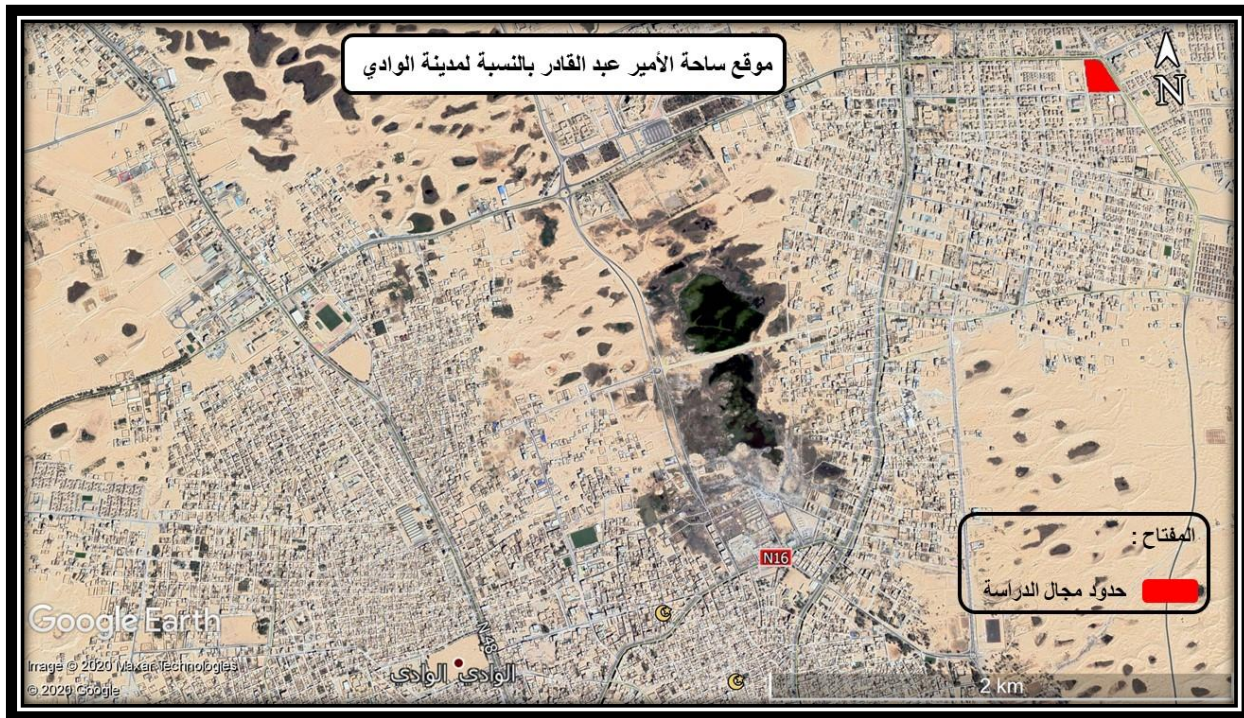 موقع ساحة الأمير عبد القادر بالنسبة لمدينة الوادي
N
المفتاح :
حدود مجال الدراسة
N16
N 48
الوادي الوادي
Google Earth
Image © 2020 Maxar Technologies
© 2020 Google
2 km